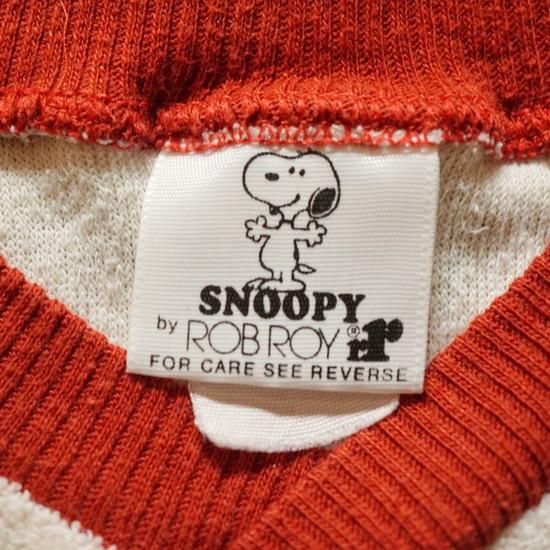 SNOOPY
by ROB ROY ®
FOR CARE SEE REVERSE